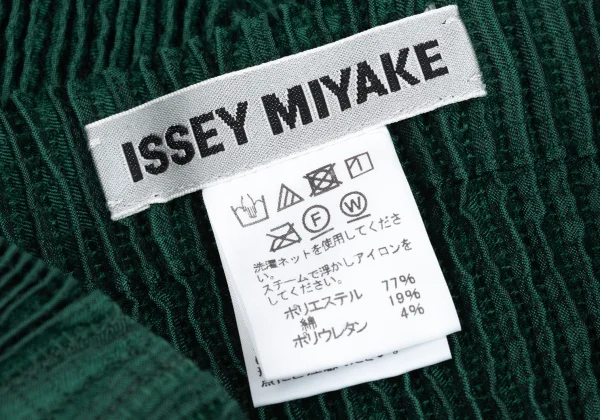 ISSEY MIYAKE
F W
洗濯ネットを使用してくださ
い。
スチームで浮かしアイロンを
してください。
ポリエステル 77%
綿 19%
ポリウレタン 4%